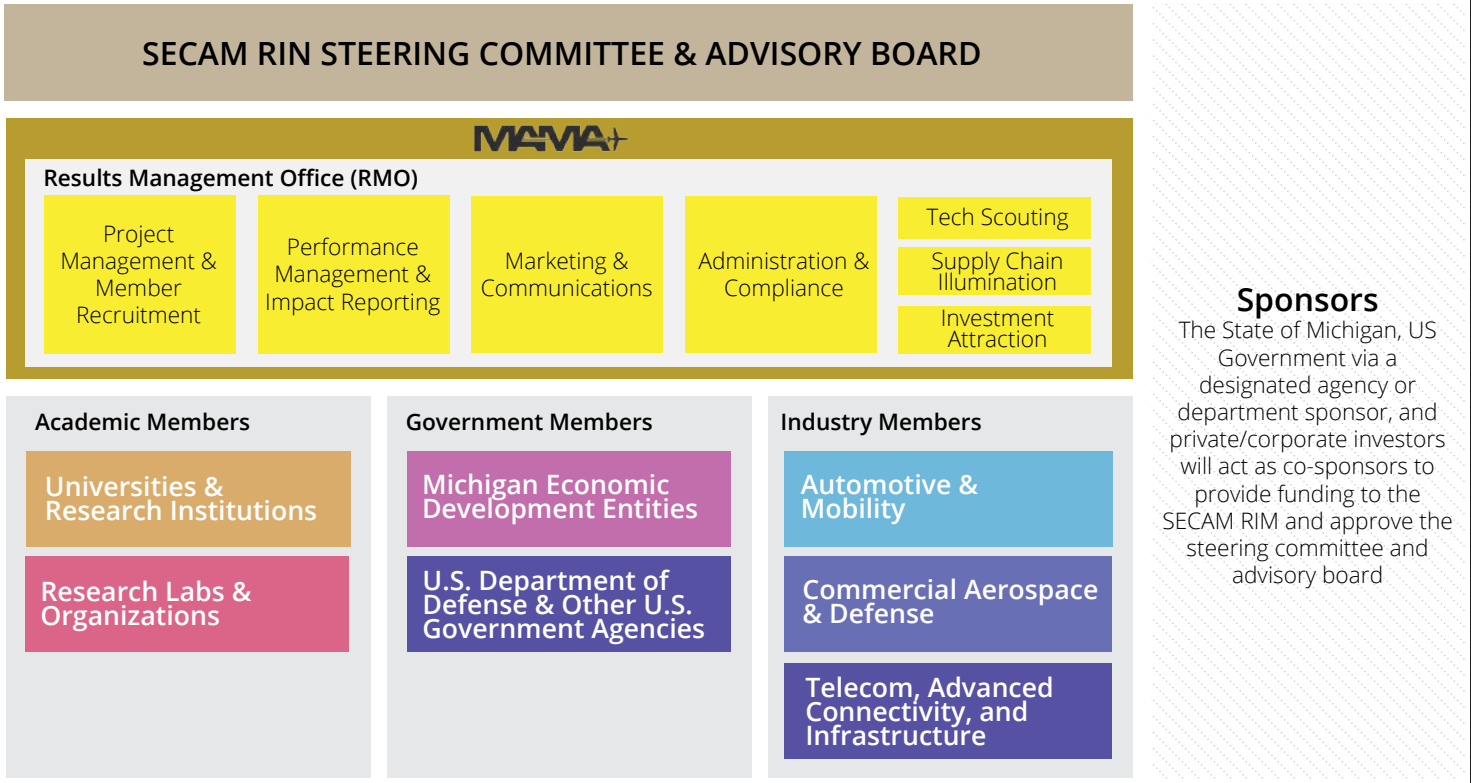 SECAM RIN STEERING COMMITTEE & ADVISORY BOARD
MAMA
Results Management Office (RMO)
Project
Management &
Member
Recruitment
Performance
Management &
Impact Reporting
Marketing &
Communications
Administration &
Compliance
Tech Scouting
Supply Chain
Illumination
Investment
Attraction
Academic Members
Universities &
Research Institutions
Research Labs &
Organizations
Government Members
Michigan Economic
Development Entities
U.S. Department of
Defense & Other U.S.
Government Agencies
Industry Members
Automotive &
Mobility
Commercial Aerospace
& Defense
Telecom, Advanced
Connectivity, and
Infrastructure
Sponsors
The State of Michigan, US
Government via a
designated agency or
department sponsor, and
private/corporate investors
will act as co-sponsors to
provide funding to the
SECAM RIM and approve the
steering committee and
advisory board